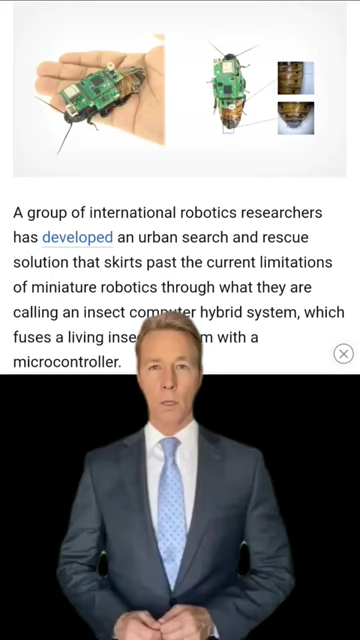 A group of international robotics researchers
has developed an urban search and rescue
solution that skirts past the current limitations
of miniature robotics through what they are
calling an insect computer hybrid system, which
fuses a living with a
microcontroller.